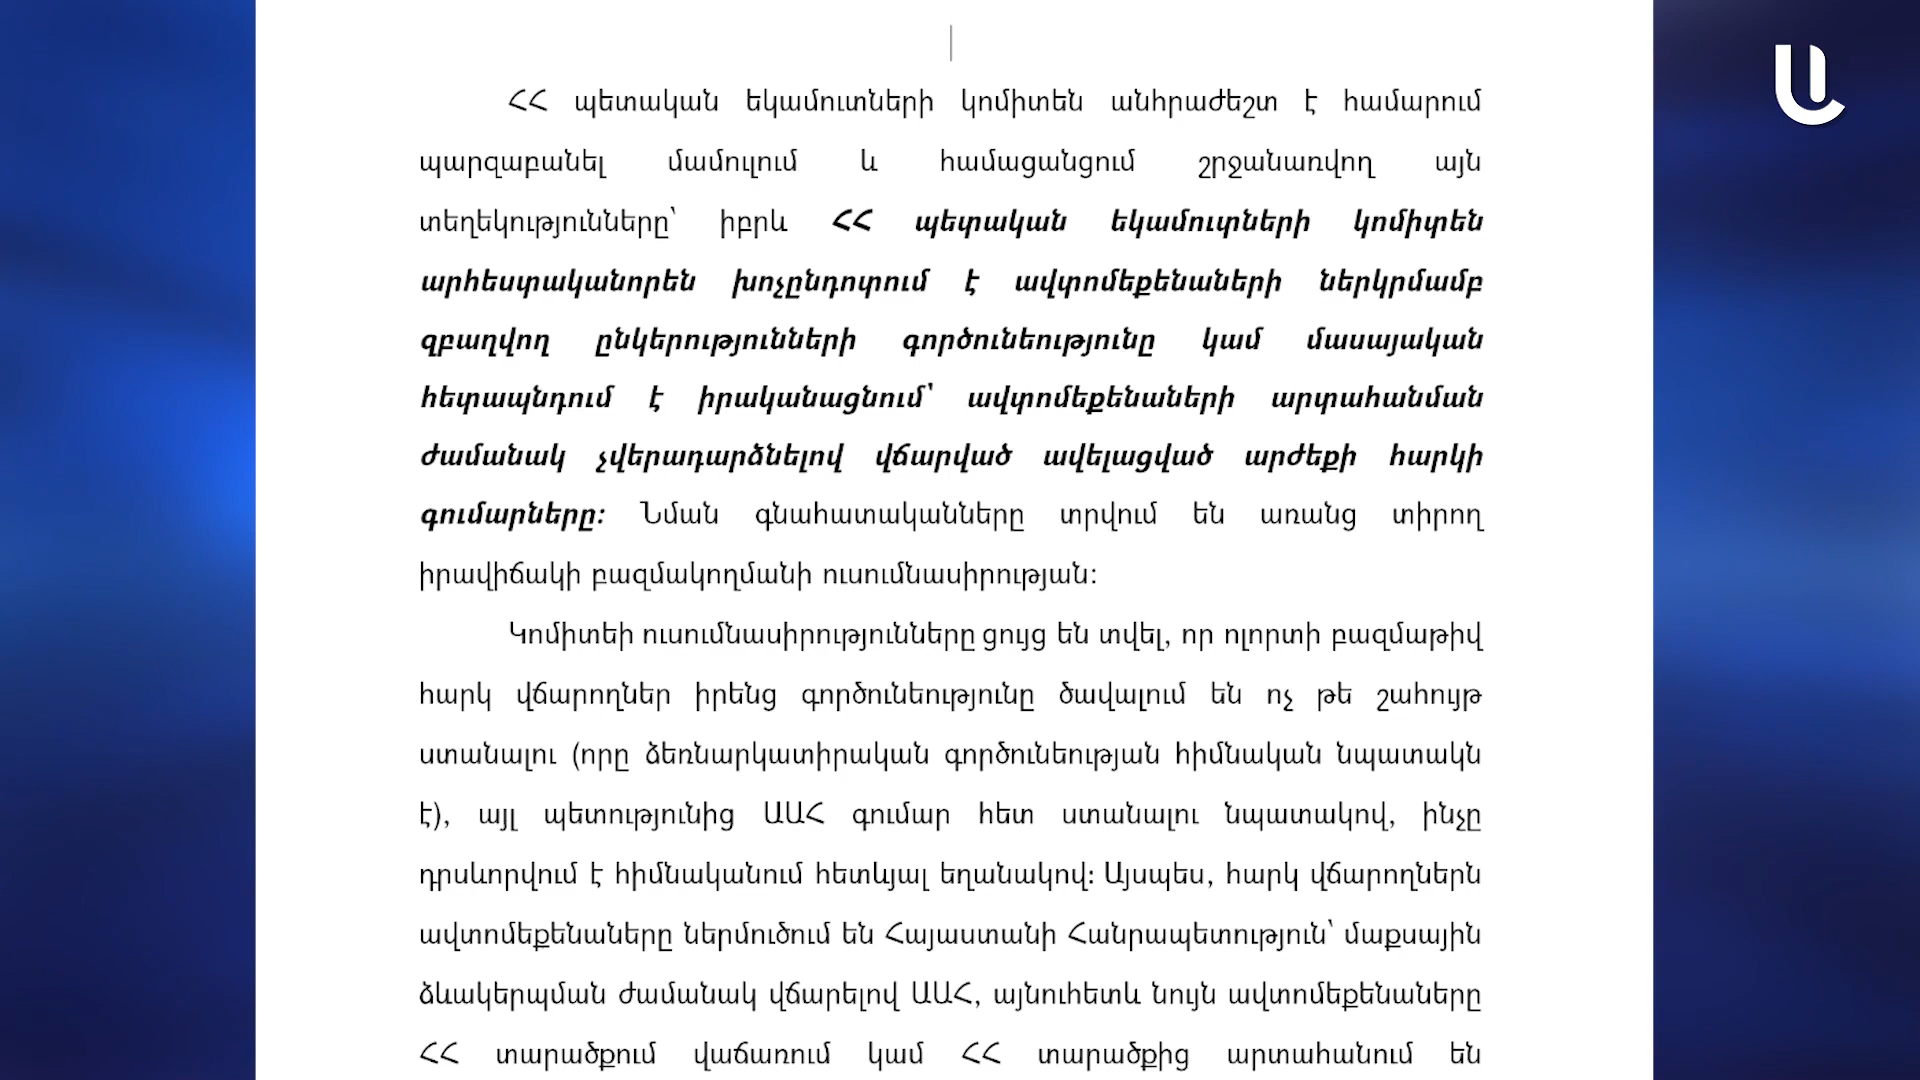 ՀՀ պետական եկամուտների կոմիտեն անհրաժեշտ է համարում
պարզաբանել մամուլում և համացանցում շրջանառվող այն
տեղեկությունները՝ իբրև ՀՀ պետական եկամուտների կոմիտեն
արհեստականորեն խոչընդոտում է ավտոմեքենաների ներկրմամբ
զբաղվող ընկերությունների գործունեությունը կամ մասայական
հետապնդում է իրականացնում՝ ավտոմեքենաների արտահանման
ժամանակ չվերադարձնելով վճարված ավելացված արժեքի հարկի
գումարները։ Նման գնահատականները տրվում են առանց տիրող
իրավիճակի բազմակողմանի ուսումնասիրության։
Կոմիտեի ուսումնասիրությունները ցույց են տվել, որ ոլորտի բազմաթիվ
հարկ վճարողներ իրենց գործունեությունը ծավալում են ոչ թե շահույթ
ստանալու (որը ձեռնարկատիրական գործունեության հիմնական նպատակն
է), այլ պետությունից ԱԱՀ գումար հետ ստանալու նպատակով, ինչը
դրսևորվում է հիմնականում հետևյալ եղանակով։ Այսպես, հարկ վճարողներն
ավտոմեքենաները ներմուծում են Հայաստանի Հանրապետություն՝ մաքսային
ձևակերպման ժամանակ վճարելով ԱԱՀ, այնուհետև նույն ավտոմեքենաները
ՀՀ տարածքում վաճառում կամ ՀՀ տարածքից արտահանում են